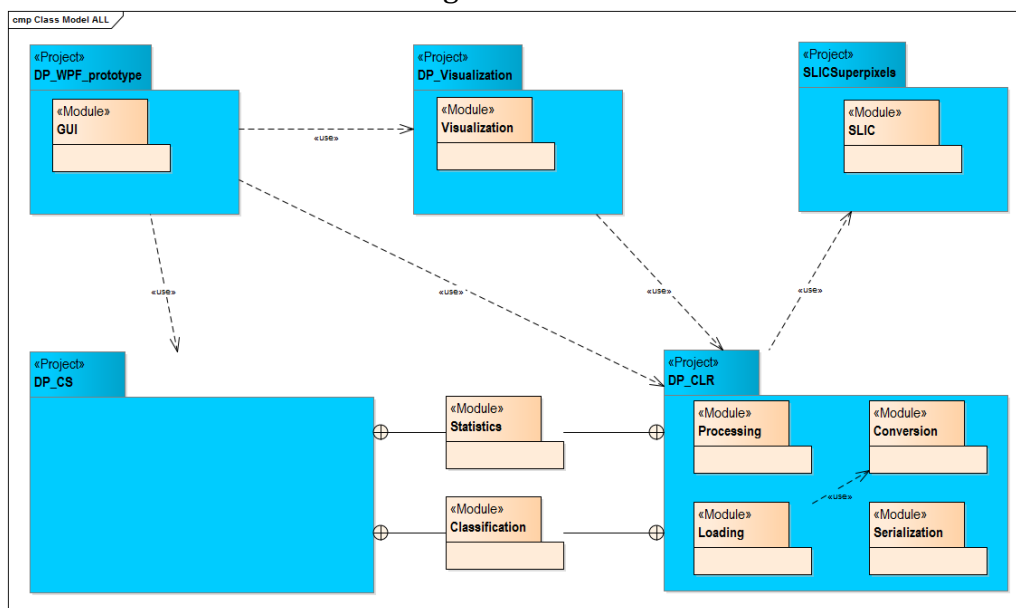 cmp Class Model ALL
«Project»
DP_WPF_prototype
«Module»
GUI
«use»
«Project»
DP_Visualization
«Module»
Visualization
«Project»
SLICSuperpixels
«Module»
SLIC
«use»
«use»
«use»
«use»
«Project»
DP_CS
«Module»
Statistics
«Module»
Classification
«Project»
DP_CLR
«Module»
Processing
«Module»
Conversion
«use»
«Module»
Loading
«Module»
Serialization